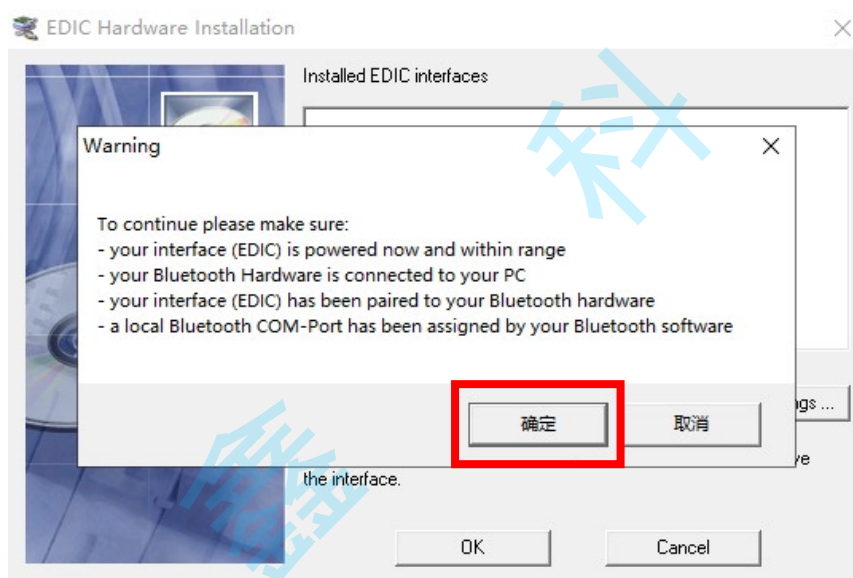 EDIC Hardware Installation
Installed EDIC interfaces
Warning
To continue please make sure:
- your interface (EDIC) is powered now and within range
- your Bluetooth Hardware is connected to your PC
- your interface (EDIC) has been paired to your Bluetooth hardware
- a local Bluetooth COM-Port has been assigned by your Bluetooth software
确定
取消
the interface.
OK
Cancel
科
鑫